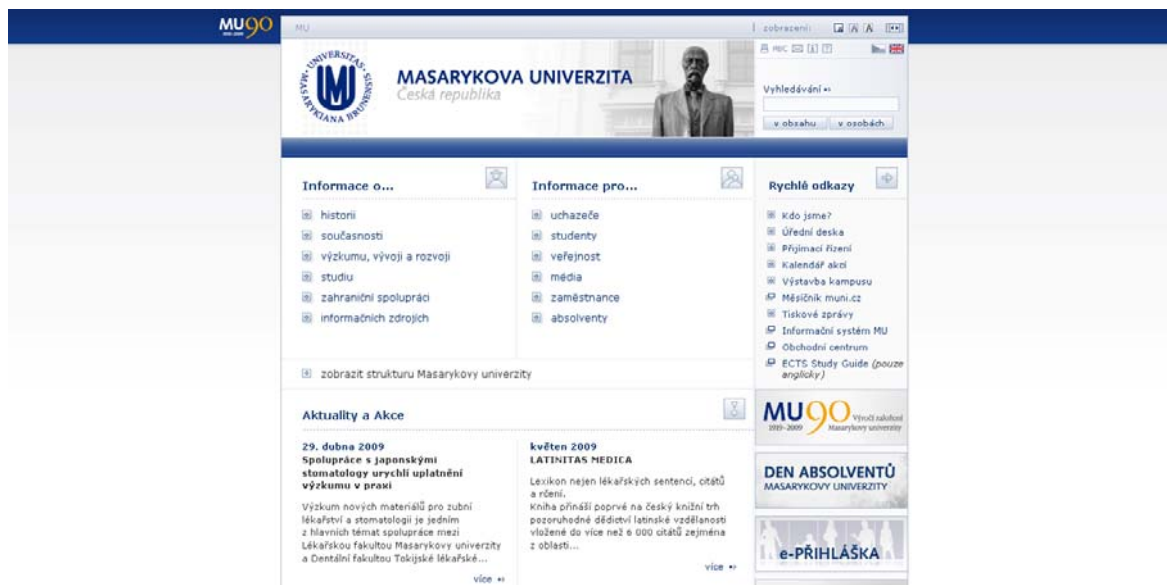 MU90
MU
zobrazení:
UNIVERSITAS MASARYKIANA BRUNENSIS
MASARYKOVA UNIVERZITA
Česká republika
Vyhledávání
v obsahu
v osobách
Informace o...
historii
současnosti
výzkumu, vývoji a rozvoji
studiu
zahraniční spolupráci
informačních zdrojích
Informace pro...
uchazeče
studenty
veřejnost
média
zaměstnance
absolventy
Rychlé odkazy
Kdo jsme?
Úřední deska
Přijímací řízení
Kalendář akcí
Výstavba kampusu
Měsíčník muni.cz
Tiskové zprávy
Informační systém MU
Obchodní centrum
ECTS Study Guide (pouze
anglicky)
zobrazit strukturu Masarykovy univerzity
Aktuality a Akce
29. dubna 2009
Spolupráce s japonskými
stomatology urychlí uplatnění
výzkumu v praxi
Výzkum nových materiálů pro zubní
lékařství a stomatologii je jedním
z hlavních témat spolupráce mezi
Lékařskou fakultou Masarykovy univerzity
a Dentální fakultou Tokijské lékařské...
více
květen 2009
LATINITAS MEDICA
Lexikon nejen lékařských sentencí, citátů
a rčení.
Kniha přináší poprvé na český knižní trh
pozoruhodné dědictví latinské vzdělanosti
vložené do více než 6 000 citátů zejména
z oblasti...
více
MU90
1919–2009
Výročí založení
Masarykovy univerzity
DEN ABSOLVENTŮ
MASARYKOVY UNIVERZITY
e-PŘIHLÁŠKA